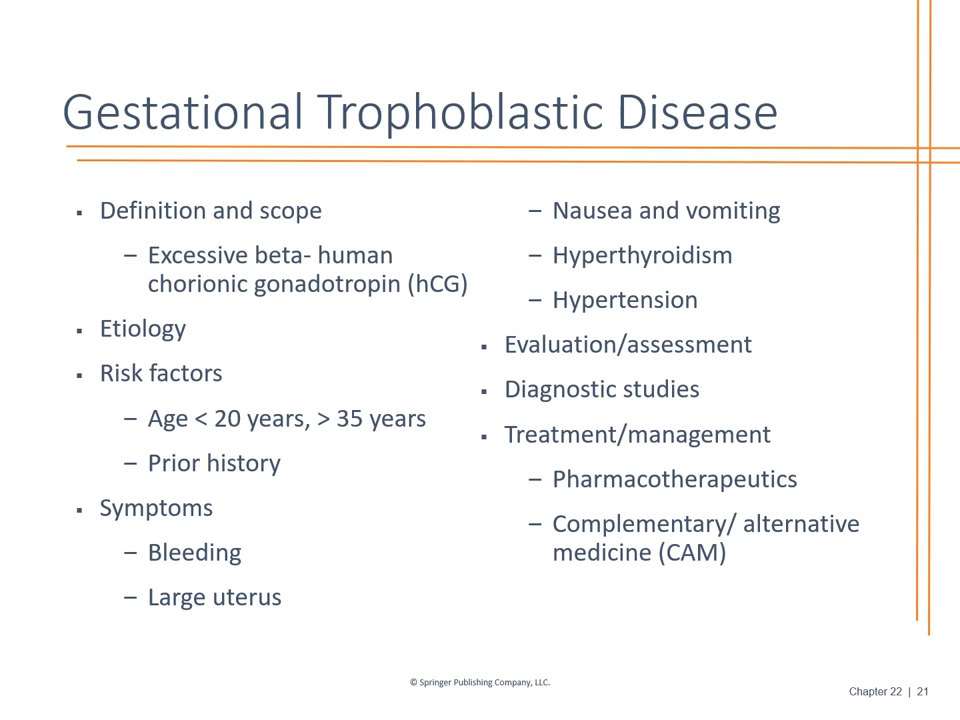 Gestational Trophoblastic Disease
▪ Definition and scope
– Excessive beta- human
chorionic gonadotropin (hCG)
▪ Etiology
▪ Risk factors
– Age < 20 years, > 35 years
– Prior history
▪ Symptoms
– Bleeding
– Large uterus
– Nausea and vomiting
– Hyperthyroidism
– Hypertension
▪ Evaluation/assessment
▪ Diagnostic studies
▪ Treatment/management
– Pharmacotherapeutics
– Complementary/ alternative
medicine (CAM)
© Springer Publishing Company, LLC.
Chapter 22 | 21